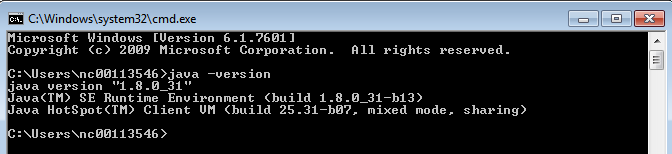 C:\Windows\system32\cmd.exe
Microsoft Windows [Version 6.1.7601]
Copyright (c) 2009 Microsoft Corporation.  All rights reserved.
C:\Users\nc00113546>java -version
java version "1.8.0_31"
Java(TM) SE Runtime Environment (build 1.8.0_31-b13)
Java HotSpot(TM) Client VM (build 25.31-b07, mixed mode, sharing)
C:\Users\nc00113546>